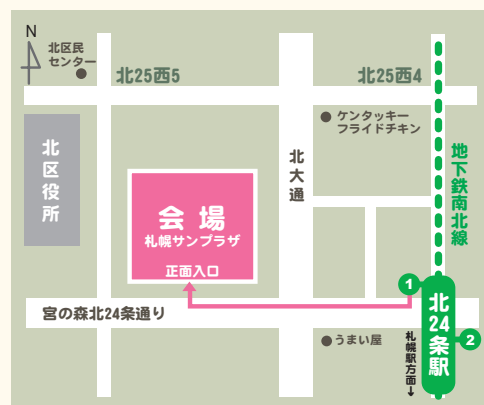 N
北区民
センター
北25西5
北25西4
ケンタッキー
フライドチキン
北区役所
北大通
地下鉄南北線
会場
札幌サンプラザ
正面入口
1
宮の森北24条通り
北24条駅
2
うまい屋
札幌駅方面↓